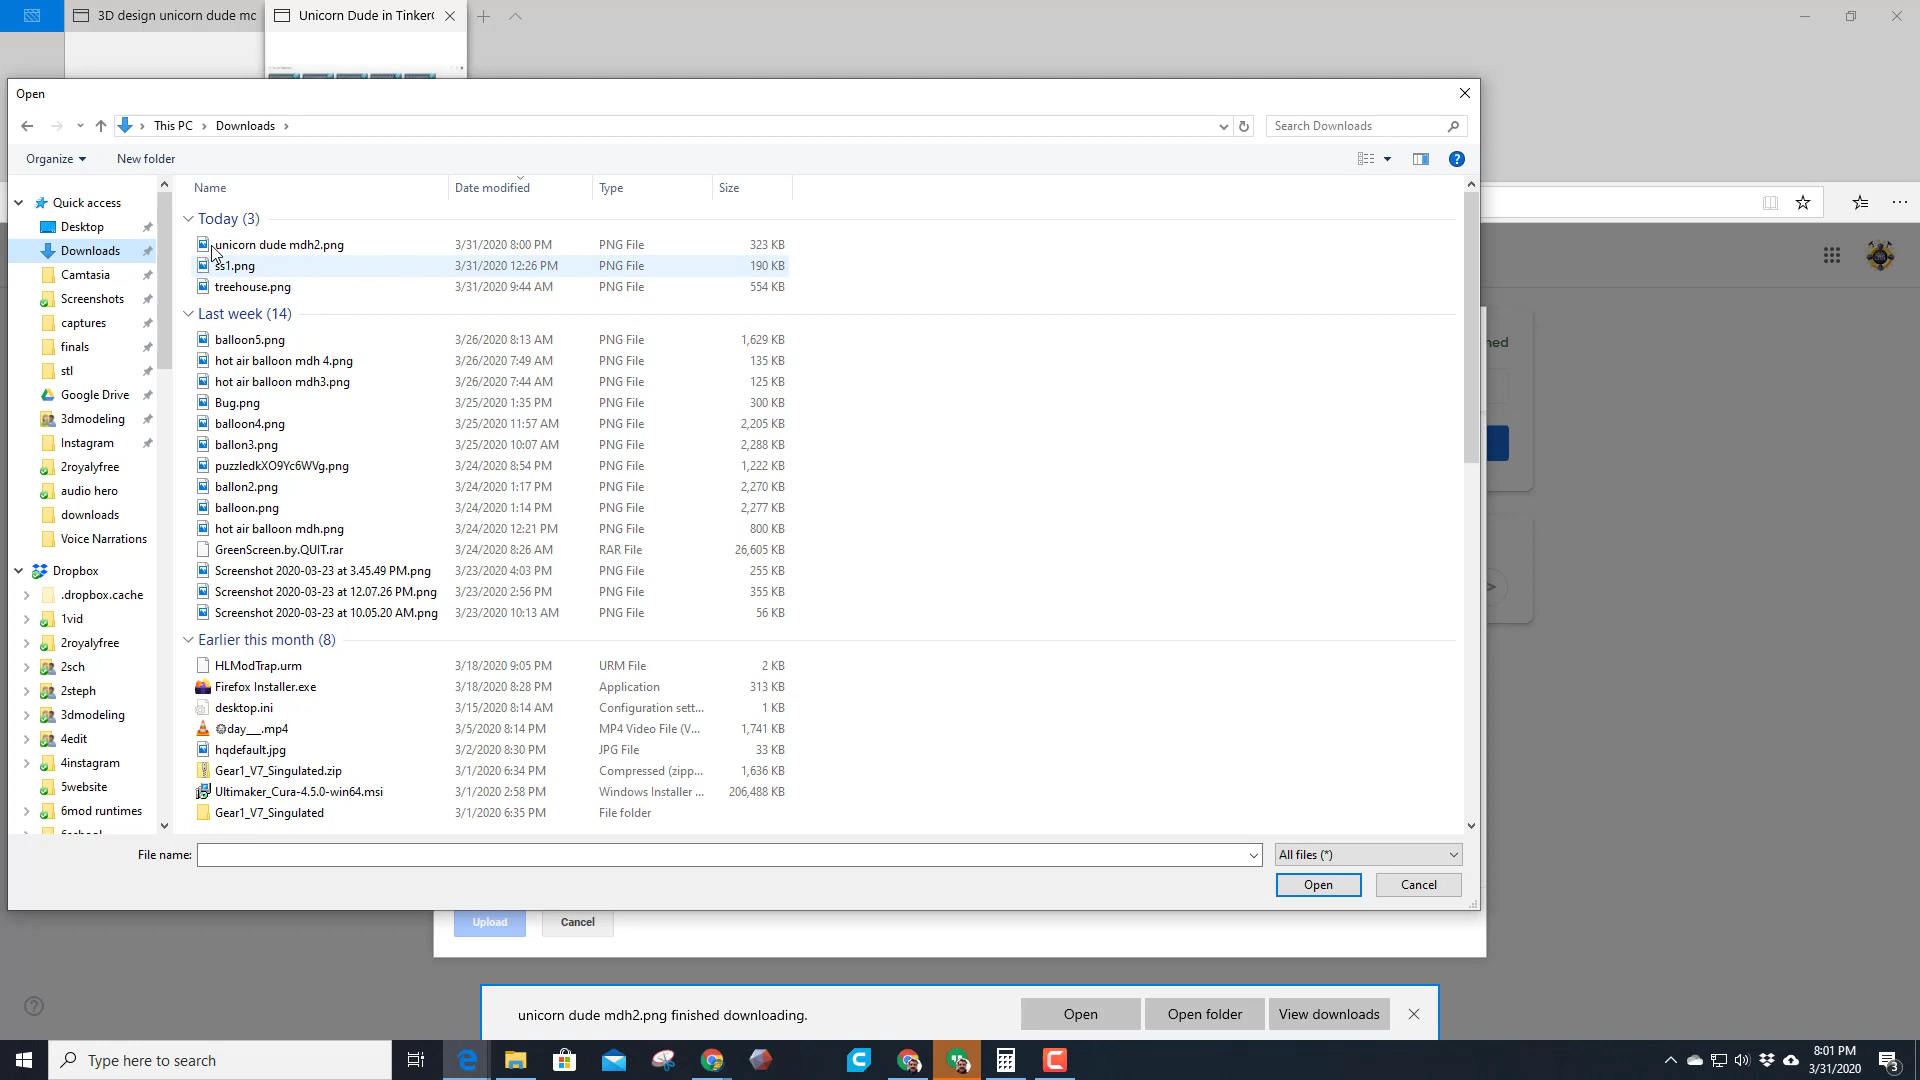 3D design unicorn dude mc
Unicorn Dude in Tinker
Open
This PC > Downloads >
Search Downloads
Organize
New folder
Name
Date modified
Type
Size
Quick access
Desktop
Downloads
Camtasia
Screenshots
captures
finals
stl
Google Drive
3dmodeling
Instagram
2royalyfree
audio hero
downloads
Voice Narrations
Dropbox
.dropbox.cache
1vid
2royalyfree
2sch
2steph
3dmodeling
4edit
4instagram
5website
6mod runtimes
Today (3)
unicorn dude mdh2.png 3/31/2020 8:00 PM PNG File 323 KB
ss1.png 3/31/2020 12:26 PM PNG File 190 KB
treehouse.png 3/31/2020 9:44 AM PNG File 554 KB
Last week (14)
balloon5.png 3/26/2020 8:13 AM PNG File 1,629 KB
hot air balloon mdh 4.png 3/26/2020 7:49 AM PNG File 135 KB
hot air balloon mdh3.png 3/26/2020 7:44 AM PNG File 125 KB
Bug.png 3/25/2020 1:35 PM PNG File 300 KB
balloon4.png 3/25/2020 11:57 AM PNG File 2,205 KB
ballon3.png 3/25/2020 10:07 AM PNG File 2,288 KB
puzzledkXO9Yc6WVg.png 3/24/2020 8:54 PM PNG File 1,222 KB
ballon2.png 3/24/2020 1:17 PM PNG File 2,270 KB
balloon.png 3/24/2020 1:14 PM PNG File 2,277 KB
hot air balloon mdh.png 3/24/2020 12:21 PM PNG File 800 KB
GreenScreen.by.QUIT.rar 3/24/2020 8:26 AM RAR File 26,605 KB
Screenshot 2020-03-23 at 3.45.49 PM.png 3/23/2020 4:03 PM PNG File 255 KB
Screenshot 2020-03-23 at 12.07.26 PM.png 3/23/2020 2:56 PM PNG File 355 KB
Screenshot 2020-03-23 at 10.05.20 AM.png 3/23/2020 10:13 AM PNG File 56 KB
Earlier this month (8)
HLModTrap.urm 3/18/2020 9:05 PM URM File 2 KB
Firefox Installer.exe 3/18/2020 8:28 PM Application 313 KB
desktop.ini 3/15/2020 8:14 AM Configuration sett... 1 KB
day___.mp4 3/5/2020 8:14 PM MP4 Video File (V... 1,741 KB
hqdefault.jpg 3/2/2020 8:30 PM JPG File 33 KB
Gear1_V7_Singulated.zip 3/1/2020 6:34 PM Compressed (zipp... 1,636 KB
Ultimaker_Cura-4.5.0-win64.msi 3/1/2020 2:58 PM Windows Installer ... 206,488 KB
Gear1_V7_Singulated 3/1/2020 6:35 PM File folder
File name:
All files (*)
Open
Cancel
ned
Upload
Cancel
unicorn dude mdh2.png finished downloading.
Open
Open folder
View downloads
Type here to search
8:01 PM
3/31/2020
3